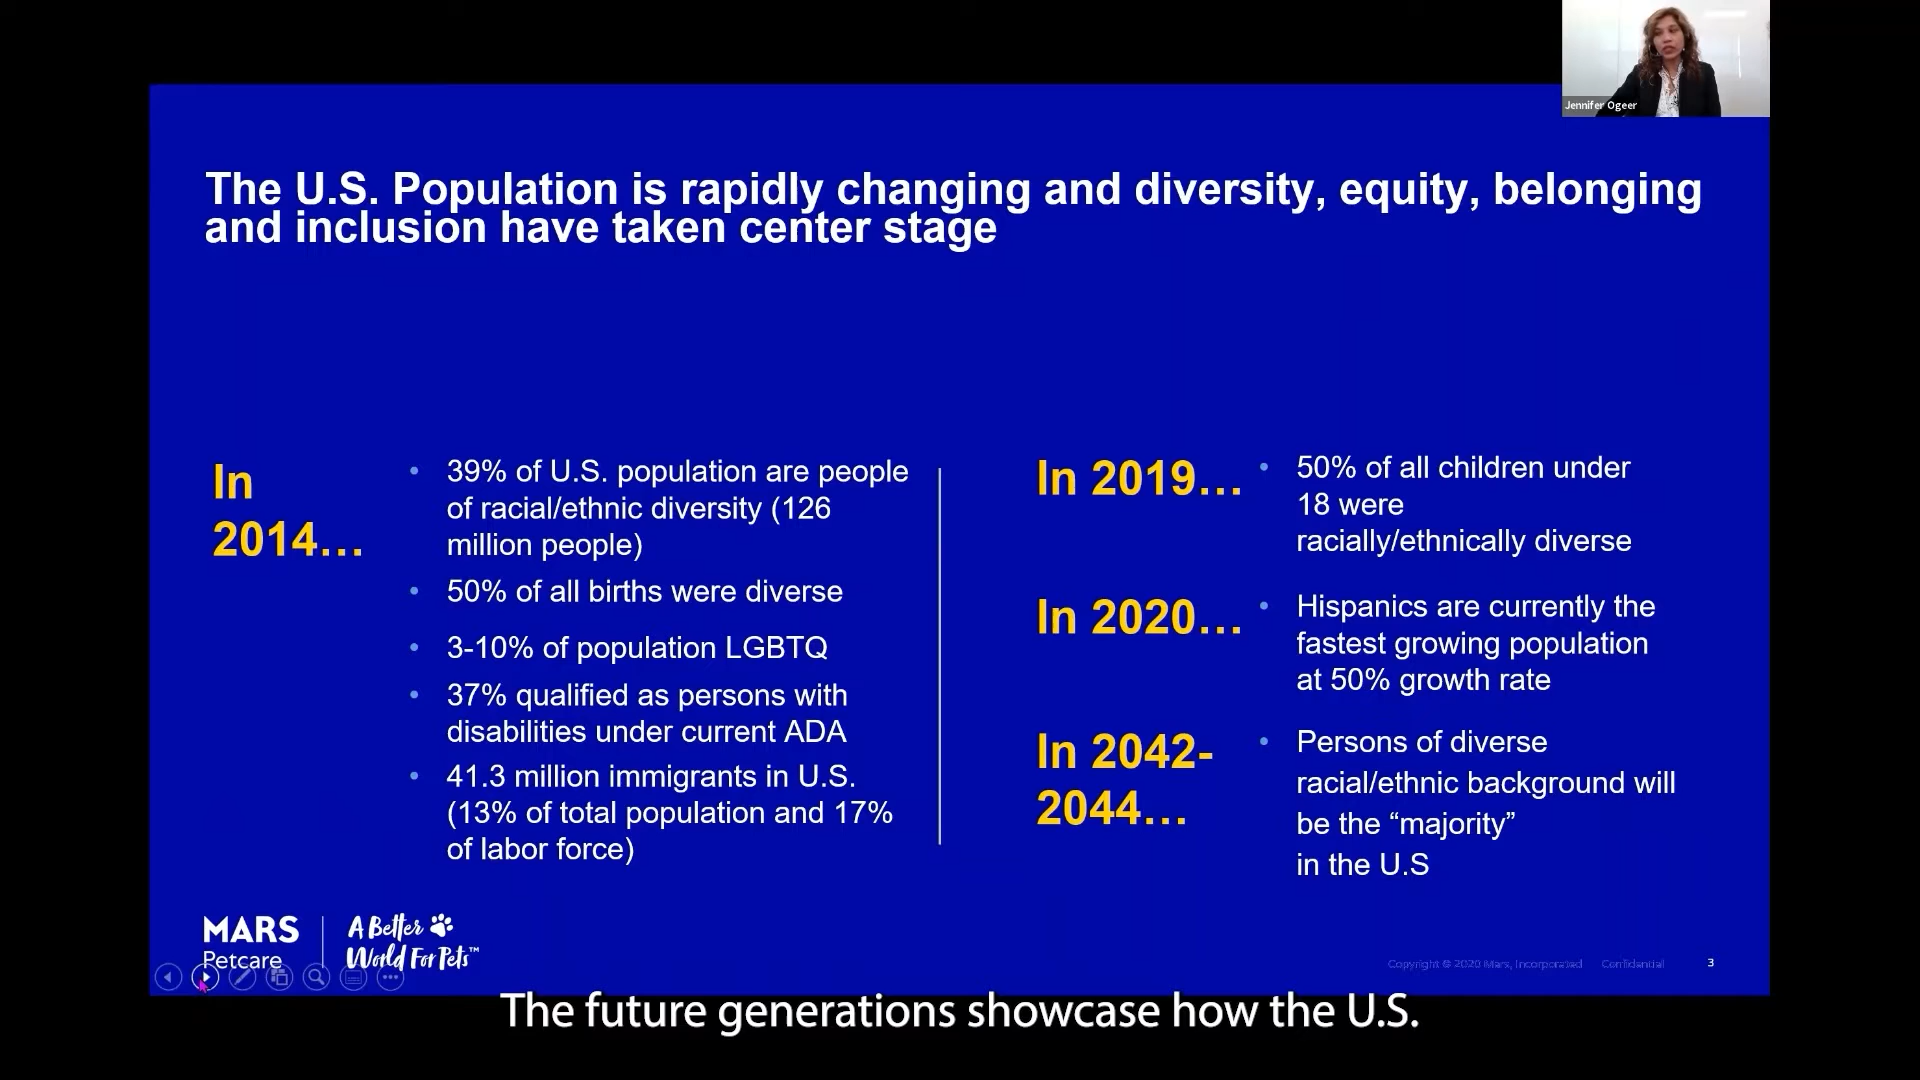 Jennifer Ogeer
The U.S. Population is rapidly changing and diversity, equity, belonging
and inclusion have taken center stage
In
2014…
• 39% of U.S. population are people
of racial/ethnic diversity (126
million people)
• 50% of all births were diverse
• 3-10% of population LGBTQ
• 37% qualified as persons with
disabilities under current ADA
• 41.3 million immigrants in U.S.
(13% of total population and 17%
of labor force)
In 2019…
• 50% of all children under
18 were
racially/ethnically diverse
In 2020…
• Hispanics are currently the
fastest growing population
at 50% growth rate
In 2042-
2044…
• Persons of diverse
racial/ethnic background will
be the “majority”
in the U.S
MARS
Petcare
A Better
World For Pets™
Copyright © 2020 Mars, Incorporated Confidential
3
The future generations showcase how the U.S.